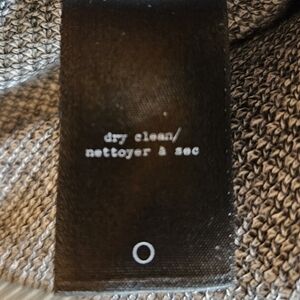 dry clean/
nettoyer à sec